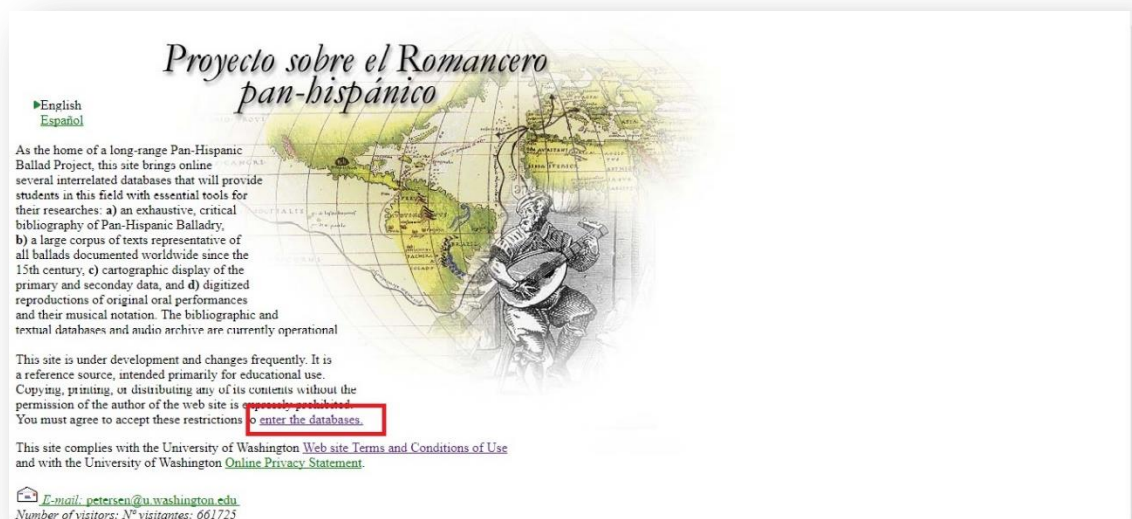 Proyecto sobre el Romancero
pan-hispánico
English
Español
As the home of a long-range Pan-Hispanic
Ballad Project, this site brings online
several interrelated databases that will provide
students in this field with essential tools for
their researches: a) an exhaustive, critical
bibliography of Pan-Hispanic Balladry,
b) a large corpus of texts representative of
all ballads documented worldwide since the
15th century, c) cartographic display of the
primary and seconday data, and d) digitized
reproductions of original oral performances
and their musical notation. The bibliographic and
textual databases and audio archive are currently operational
This site is under development and changes frequently. It is
a reference source, intended primarily for educational use.
Copying, printing, or distributing any of its contents without the
permission of the author of the web site is expressly prohibited.
You must agree to accept these restrictions to enter the databases.
This site complies with the University of Washington Web site Terms and Conditions of Use
and with the University of Washington Online Privacy Statement.
E-mail: petersen@u.washington.edu
Number of visitors: Nº visitantes: 661725